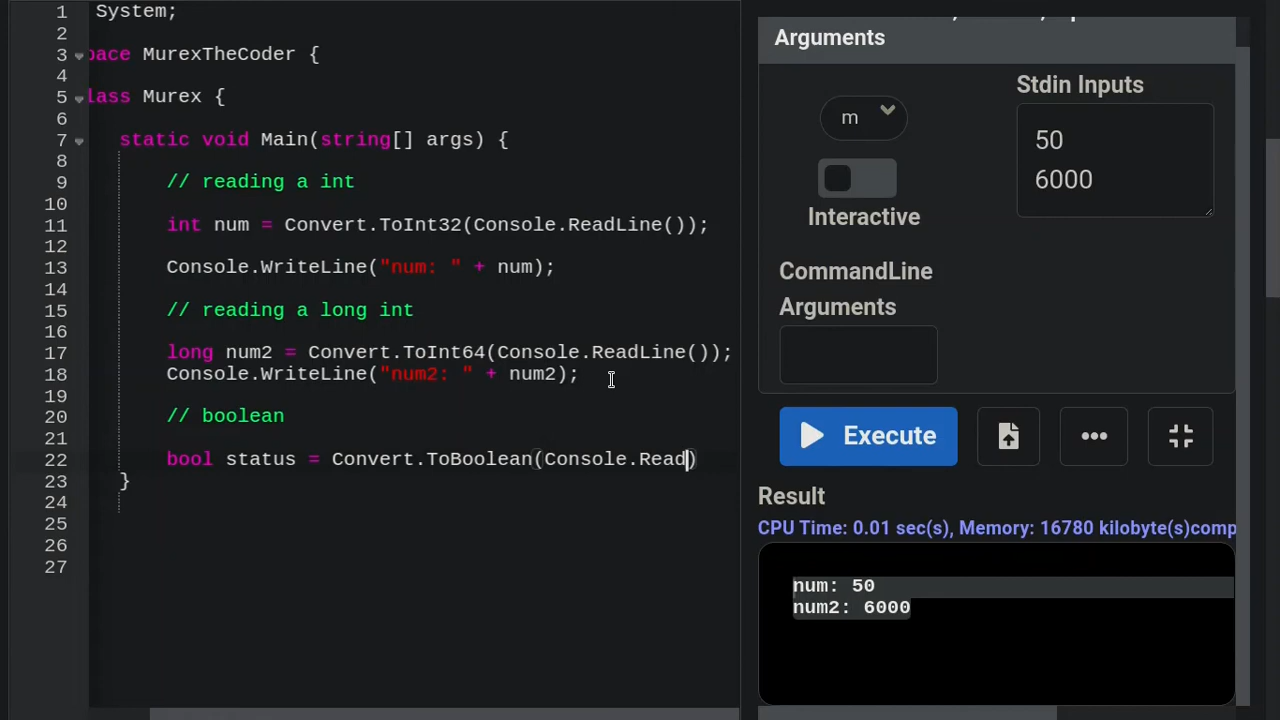 1 System;
2
3 pace MurexTheCoder {
4
5 lass Murex {
6
7 static void Main(string[] args) {
8
9 // reading a int
10
11 int num = Convert.ToInt32(Console.ReadLine());
12
13 Console.WriteLine("num: " + num);
14
15 // reading a long int
16
17 long num2 = Convert.ToInt64(Console.ReadLine());
18 Console.WriteLine("num2: " + num2);
19
20 // boolean
21
22 bool status = Convert.ToBoolean(Console.Read)
23 }
24
25
26
27
Arguments
m
Interactive
Stdin Inputs
50
6000
CommandLine
Arguments
Execute
Result
CPU Time: 0.01 sec(s), Memory: 16780 kilobyte(s)comp
num: 50
num2: 6000